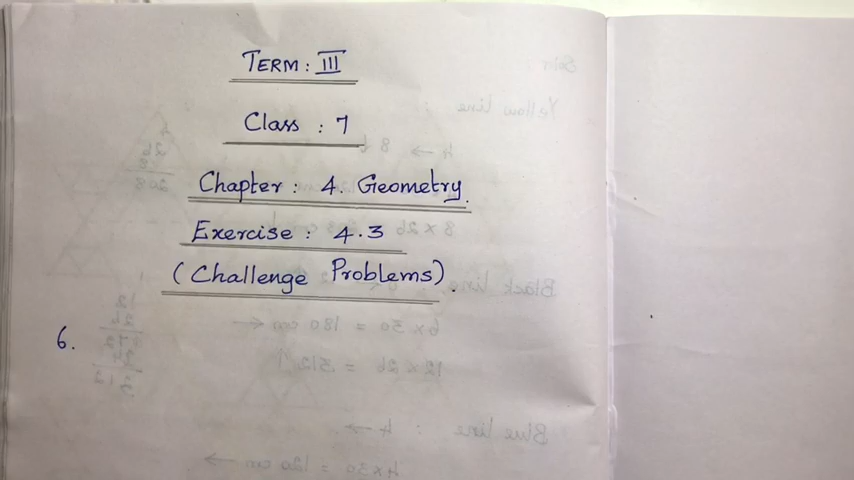 TERM : III
Class : 7
Chapter : 4. Geometry.
Exercise : 4.3
(Challenge Problems).
6.